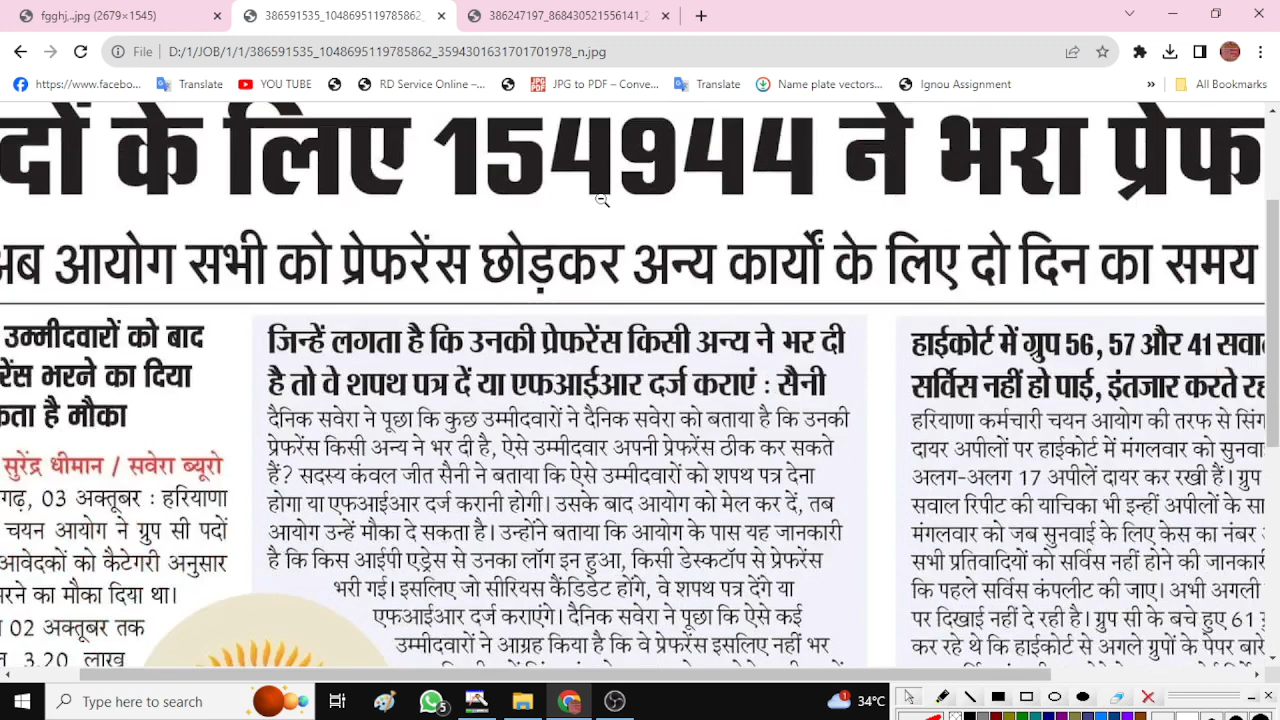 fgghj,..jpg (2679×1545)
386591535_1048695119785862_
386247197_868430521556141_2
File
D:/1/JOB/1/1/386591535_1048695119785862_3594301631701701978_n.jpg
https://www.facebo...
Translate
YOU TUBE
RD Service Online –...
JPG to PDF – Conve...
Translate
Name plate vectors...
Ignou Assignment
»
All Bookmarks
दों के लिए 154944 ने भरा प्रेफ
अब आयोग सभी को प्रेफरेंस छोड़कर अन्य कार्यों के लिए दो दिन का समय
उम्मीदवारों को बाद
रेंस भरने का दिया
कता है मौका
सुरेंद्र धीमान / सवेरा ब्यूरो
गढ़, 03 अक्तूबर : हरियाणा
चयन आयोग ने ग्रुप सी पदों
आवेदकों को कैटेगरी अनुसार
भरने का मौका दिया था।
02 अक्तूबर तक
3.20 लाख
जिन्हें लगता है कि उनकी प्रेफरेंस किसी अन्य ने भर दी
है तो वे शपथ पत्र दें या एफआईआर दर्ज कराएं : सैनी
दैनिक सवेरा ने पूछा कि कुछ उम्मीदवारों ने दैनिक सवेरा को बताया है कि उनकी
प्रेफरेंस किसी अन्य ने भर दी है, ऐसे उम्मीदवार अपनी प्रेफरेंस ठीक कर सकते
हैं? सदस्य कंवल जीत सैनी ने बताया कि ऐसे उम्मीदवारों को शपथ पत्र देना
होगा या एफआईआर दर्ज करानी होगी। उसके बाद आयोग को मेल कर दें, तब
आयोग उन्हें मौका दे सकता है। उन्होंने बताया कि आयोग के पास यह जानकारी
है कि किस आईपी एड्रेस से उनका लॉग इन हुआ, किसी डेस्कटॉप से प्रेफरेंस
भरी गई। इसलिए जो सीरियस कैंडिडेट होंगे, वे शपथ पत्र देंगे या
एफआईआर दर्ज कराएंगे। दैनिक सवेरा ने पूछा कि ऐसे कई
उम्मीदवारों ने आग्रह किया है कि वे प्रेफरेंस इसलिए नहीं भर
हाईकोर्ट में ग्रुप 56, 57 और 41 सवा
सर्विस नहीं हो पाई, इंतजार करते रह
हरियाणा कर्मचारी चयन आयोग की तरफ से सिंग
दायर अपीलों पर हाईकोर्ट में मंगलवार को सुनवा
अलग-अलग 17 अपीलें दायर कर रखी हैं। ग्रुप
सवाल रिपीट की याचिका भी इन्हीं अपीलों के सा
मंगलवार को जब सुनवाई के लिए केस का नंबर
सभी प्रतिवादियों को सर्विस नहीं होने की जानकारी
कि पहले सर्विस कंपलीट की जाए। अभी अगली
पर दिखाई नहीं दे रही है। ग्रुप सी के बचे हुए 61
कर रहे थे कि हाईकोर्ट से अगले ग्रुपों के पेपर बारे
Type here to search
5
1
34°C